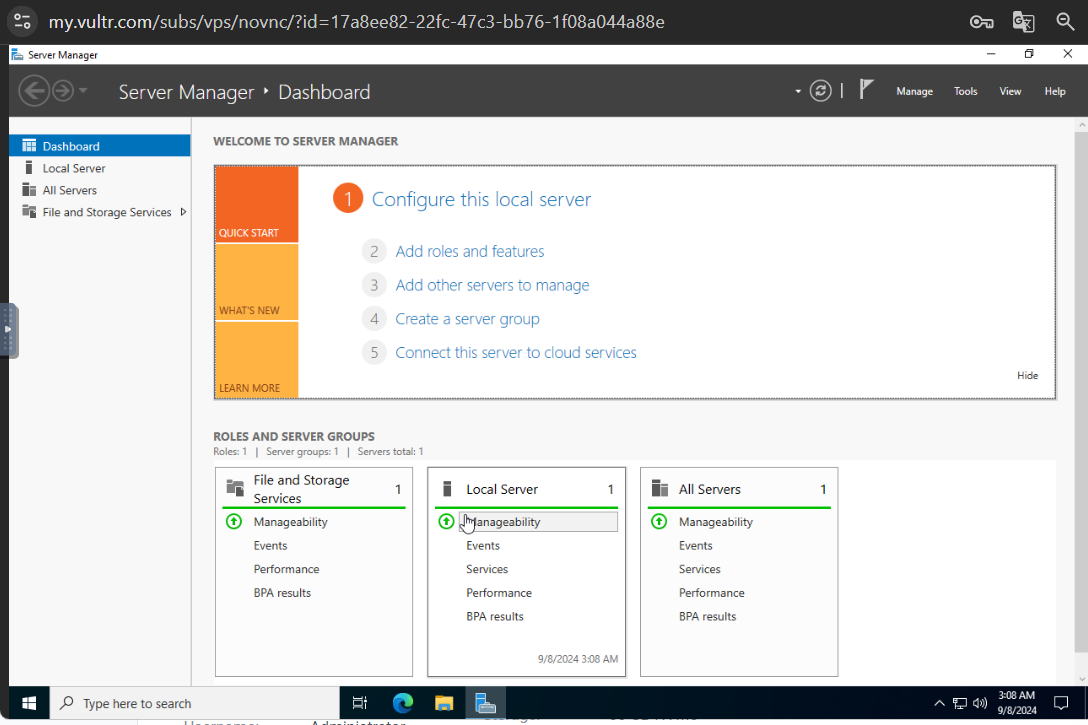 my.vultr.com/subs/vps/novnc/?id=17a8ee82-22fc-47c3-bb76-1f08a044a88e
Server Manager
Server Manager • Dashboard
Manage Tools View Help
Dashboard
Local Server
All Servers
File and Storage Services
WELCOME TO SERVER MANAGER
QUICK START
WHAT'S NEW
LEARN MORE
1 Configure this local server
2 Add roles and features
3 Add other servers to manage
4 Create a server group
5 Connect this server to cloud services
Hide
ROLES AND SERVER GROUPS
Roles: 1 | Server groups: 1 | Servers total: 1
File and Storage
Services 1
Manageability
Events
Performance
BPA results
Local Server 1
Manageability
Events
Services
Performance
BPA results
9/8/2024 3:08 AM
All Servers 1
Manageability
Events
Services
Performance
BPA results
Type here to search
3:08 AM
9/8/2024